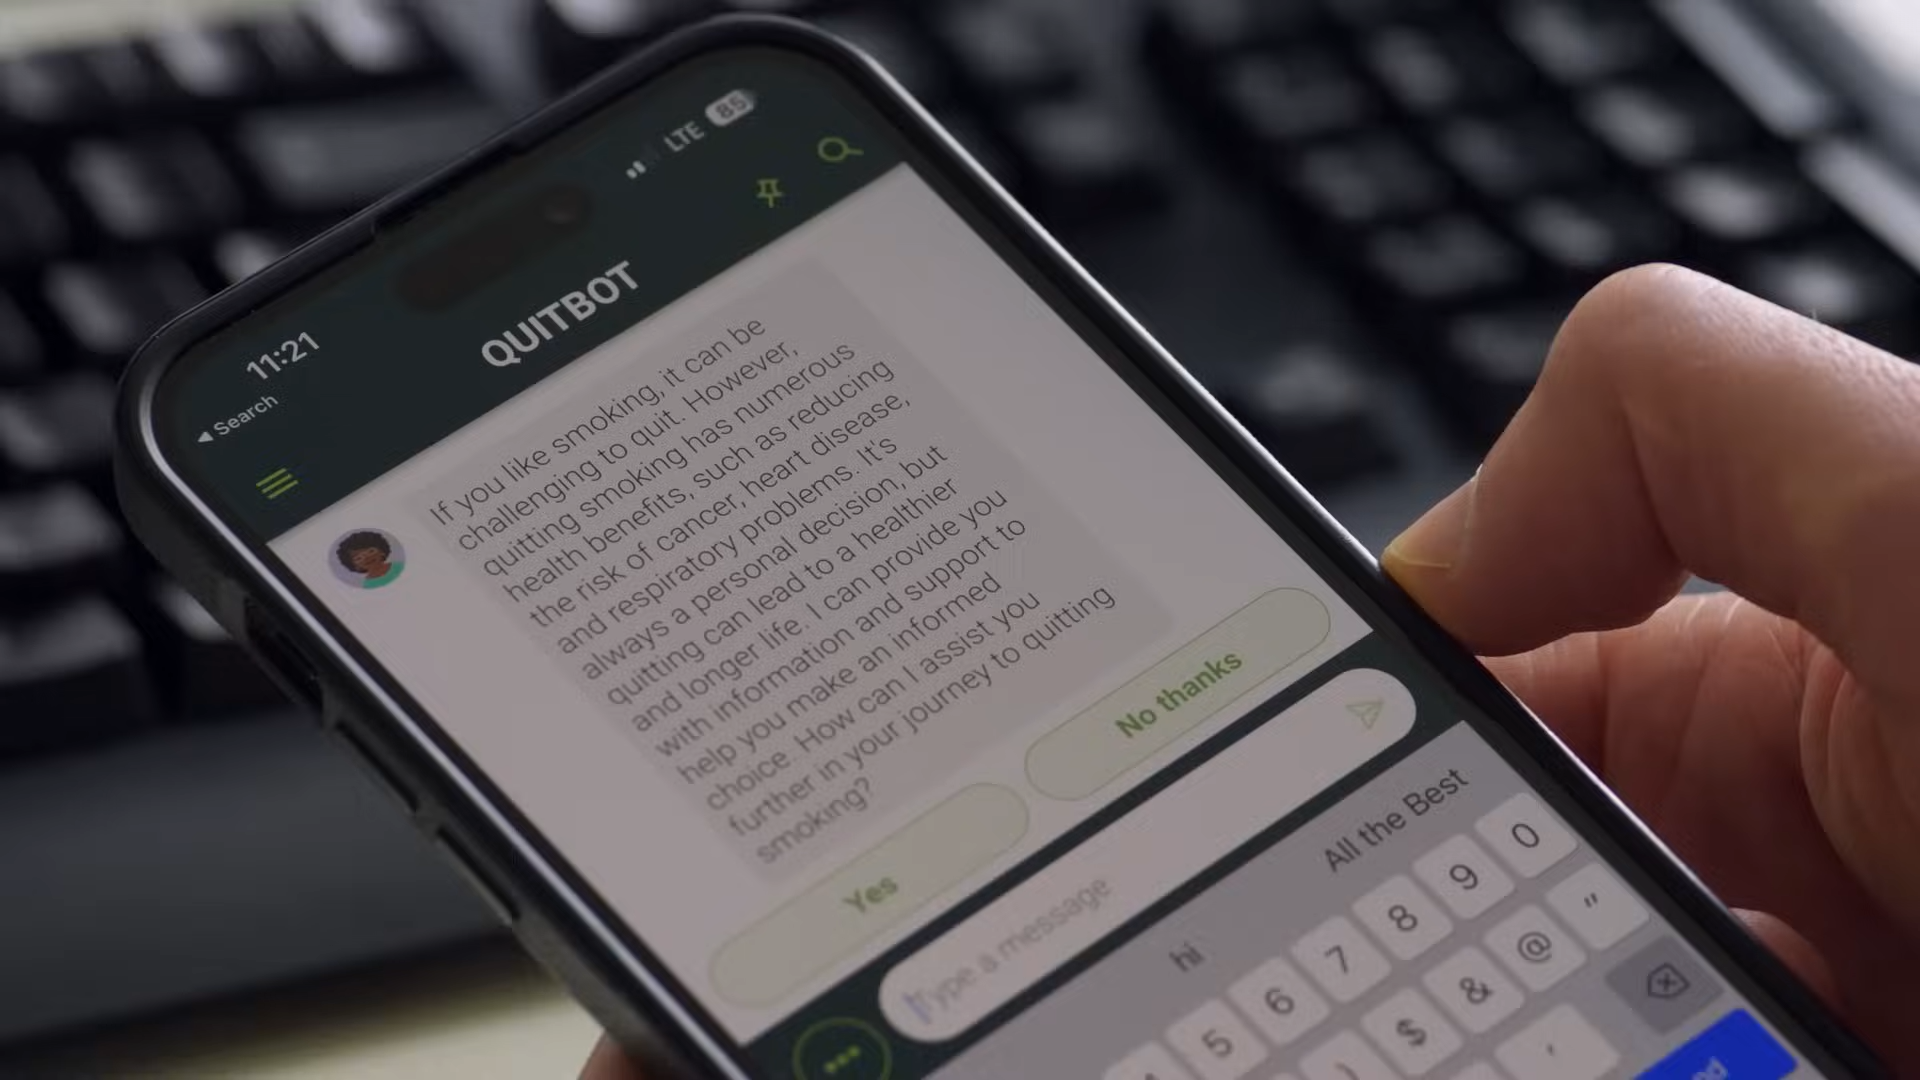 11:21
LTE 85
Search
QUITBOT
If you like smoking, it can be
challenging to quit. However,
quitting smoking has numerous
health benefits, such as reducing
the risk of cancer, heart disease,
and respiratory problems. It's
always a personal decision, but
quitting can lead to a healthier
and longer life. I can provide you
with information and support to
help you make an informed
choice. How can I assist you
further in your journey to quitting
smoking?
Yes
No thanks
Type a message
hi
All the Best
5 6 7 8 9 0
) $ & @ "
'